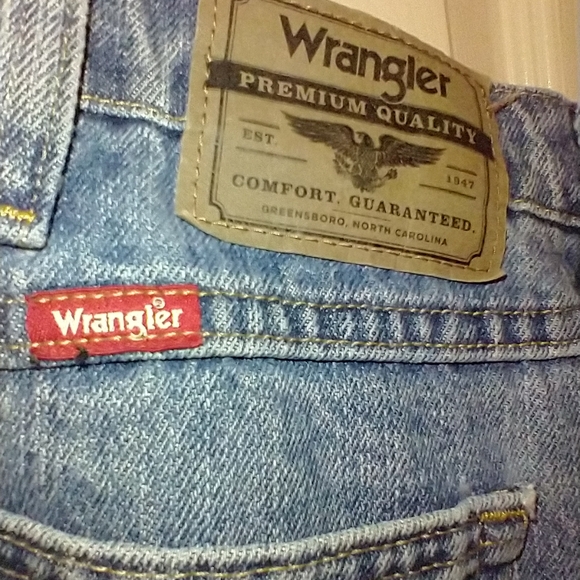 Wrangler
PREMIUM QUALITY
EST. 1947
COMFORT. GUARANTEED.
GREENSBORO, NORTH CAROLINA
Wrangler®